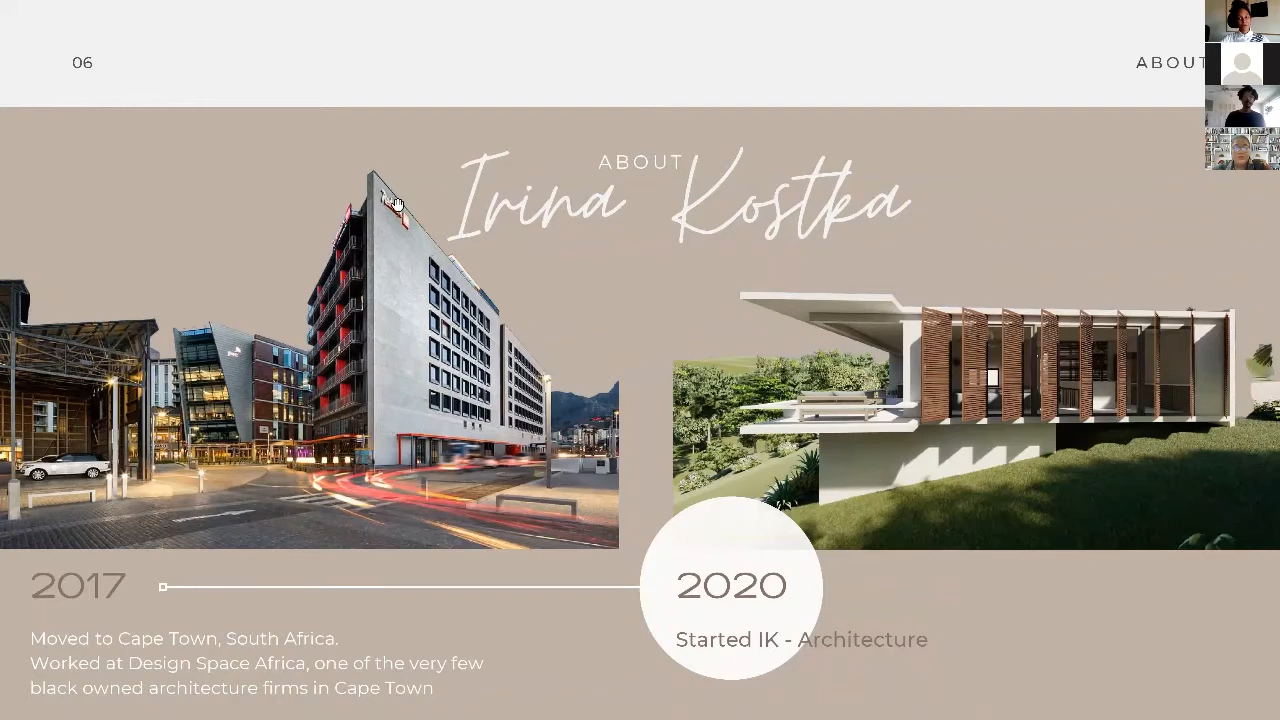 06
ABOUT
ABOUT
Irina Kostka
2017
Moved to Cape Town, South Africa.
Worked at Design Space Africa, one of the very few
black owned architecture firms in Cape Town
2020
Started IK - Architecture